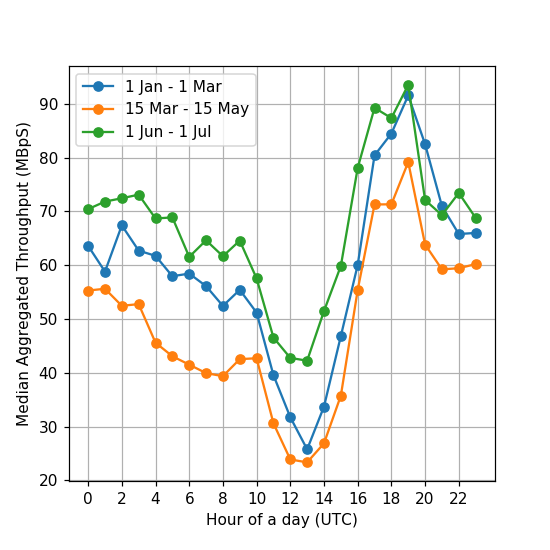 1 Jan - 1 Mar
15 Mar - 15 May
1 Jun - 1 Jul
Median Aggregated Throughput (MBpS)
90
80
70
60
50
40
30
20
0 2 4 6 8 10 12 14 16 18 20 22
Hour of a day (UTC)